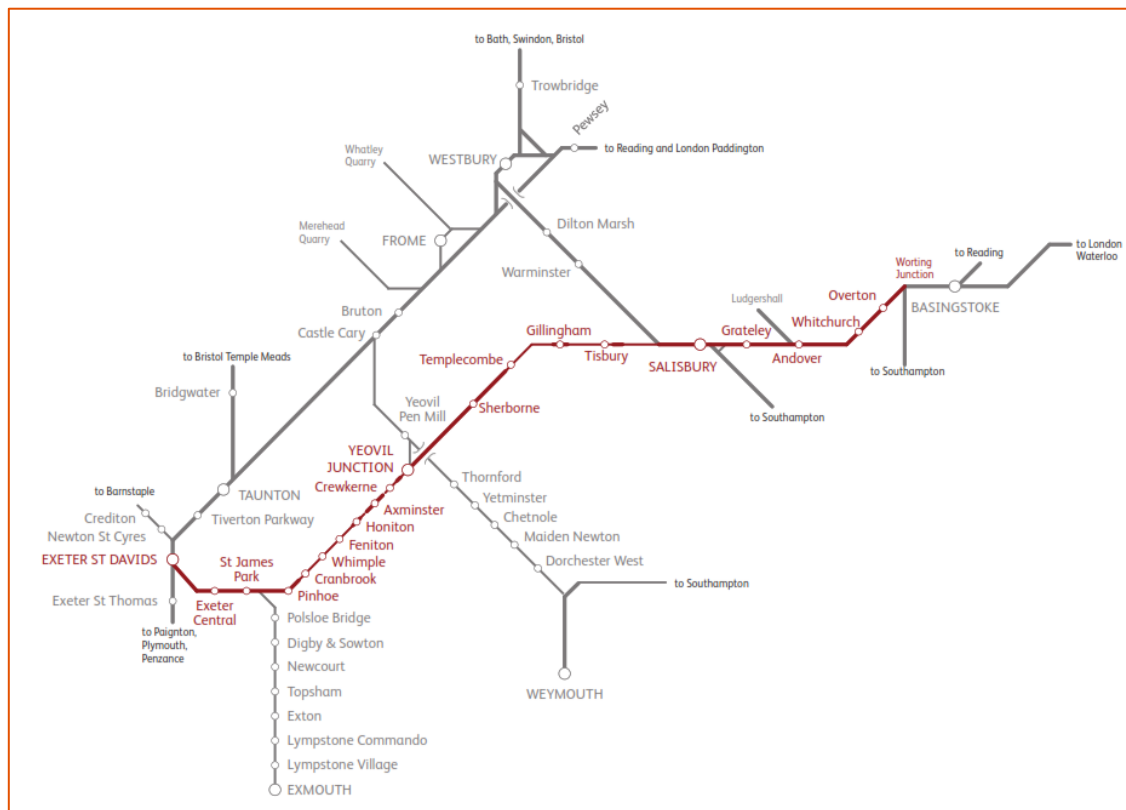 to Bath, Swindon, Bristol
Trowbridge
Pewsey
to Reading and London Paddington
WESTBURY
Whatley
Quarry
Dilton Marsh
Merehead
Quarry
FROME
Warminster
to London
Waterloo
to Reading
Worting
Junction
BASINGSTOKE
Overton
Ludgershall
Whitchurch
Bruton
Castle Cary
Gillingham
Grateley
Tisbury
SALISBURY
Andover
to Southampton
Templecombe
to Bristol Temple Meads
Bridgwater
Sherborne
to Southampton
Yeovil
Pen Mill
YEOVIL
JUNCTION
Thornford
Crewkerne
TAUNTON
to Barnstaple
Yetminster
Axminster
Tiverton Parkway
Crediton
Chetnole
Honiton
Newton St Cyres
Maiden Newton
Feniton
EXETER ST DAVIDS
St James
Park
Whimple
Dorchester West
Cranbrook
to Southampton
Pinhoe
Exeter St Thomas
Exeter
Central
Polsloe Bridge
to Paignton,
Plymouth,
Penzance
Digby & Sowton
Newcourt
Topsham
WEYMOUTH
Exton
Lympstone Commando
Lympstone Village
EXMOUTH